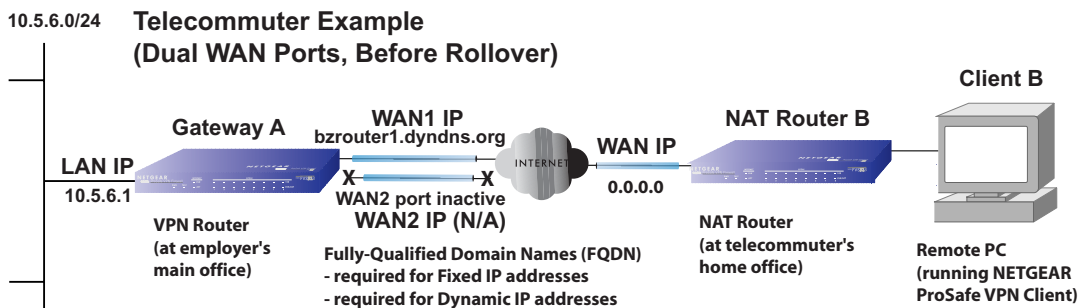 10.5.6.0/24
Telecommuter Example
(Dual WAN Ports, Before Rollover)
Client B
Gateway A
WAN1 IP
bzrouter1.dyndns.org
NAT Router B
LAN IP
10.5.6.1
NETGEAR
INTERNET
WAN IP
0.0.0.0
NETGEAR
X X
WAN2 port inactive
WAN2 IP (N/A)
VPN Router
(at employer's
main office)
Fully-Qualified Domain Names (FQDN)
- required for Fixed IP addresses
- required for Dynamic IP addresses
NAT Router
(at telecommuter's
home office)
Remote PC
(running NETGEAR
ProSafe VPN Client)